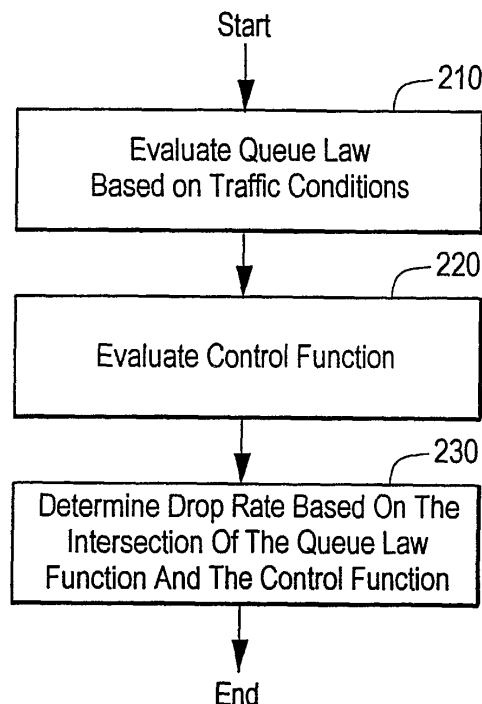 Start
210
Evaluate Queue Law
Based on Traffic Conditions
220
Evaluate Control Function
230
Determine Drop Rate Based On The
Intersection Of The Queue Law
Function And The Control Function
End